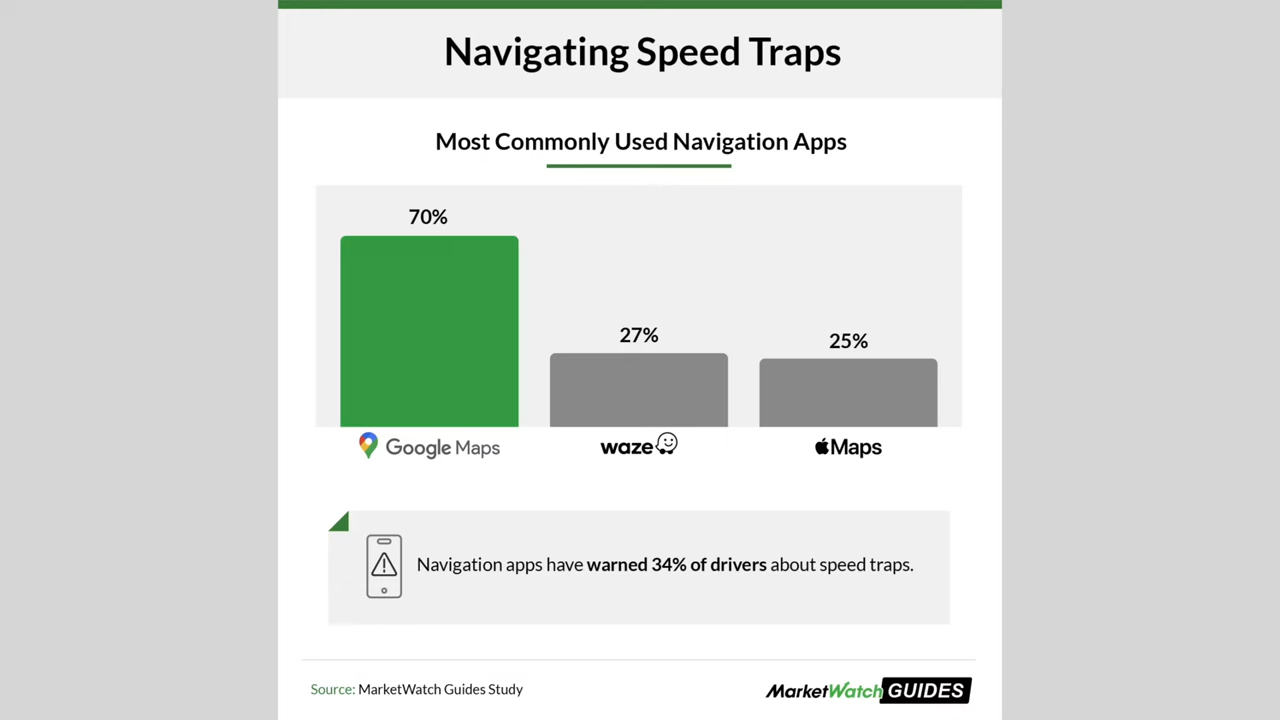 Navigating Speed Traps
Most Commonly Used Navigation Apps
70%
27%
25%
Google Maps
waze
Maps
Navigation apps have warned 34% of drivers about speed traps.
Source: MarketWatch Guides Study
MarketWatch GUIDES